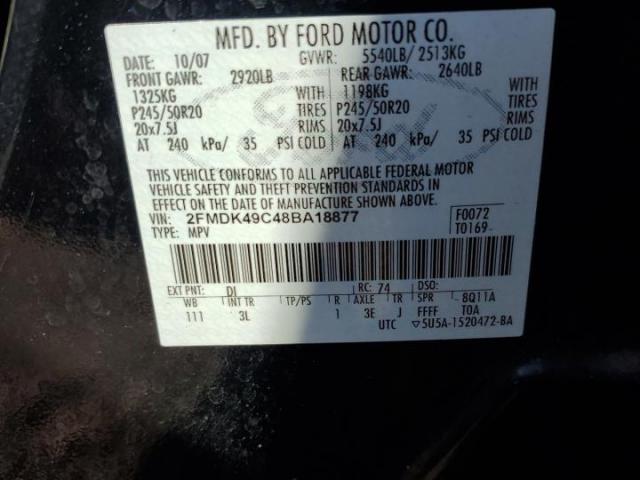 MFD. BY FORD MOTOR CO.
DATE: 10/07 GVWR: 5540LB/ 2513KG
FRONT GAWR: 2920LB REAR GAWR: 2640LB
1325KG WITH 1198KG WITH
P245/50R20 TIRES P245/50R20 TIRES
20x7.5J RIMS 20x7.5J RIMS
AT 240 kPa/ 35 PSI COLD AT 240 kPa/ 35 PSI COLD
THIS VEHICLE CONFORMS TO ALL APPLICABLE FEDERAL MOTOR
VEHICLE SAFETY AND THEFT PREVENTION STANDARDS IN
EFFECT ON THE DATE OF MANUFACTURE SHOWN ABOVE.
VIN: 2FMDK49C48BA18877 F0072
TYPE: MPV T0169
EXT PNT: DI RC: 74 DSO:
WB INT TR TP/PS R AXLE TR SPR 8Q11A
111 3L 1 3E J FFFF T0A
UTC ▽5U5A-1520472-BA